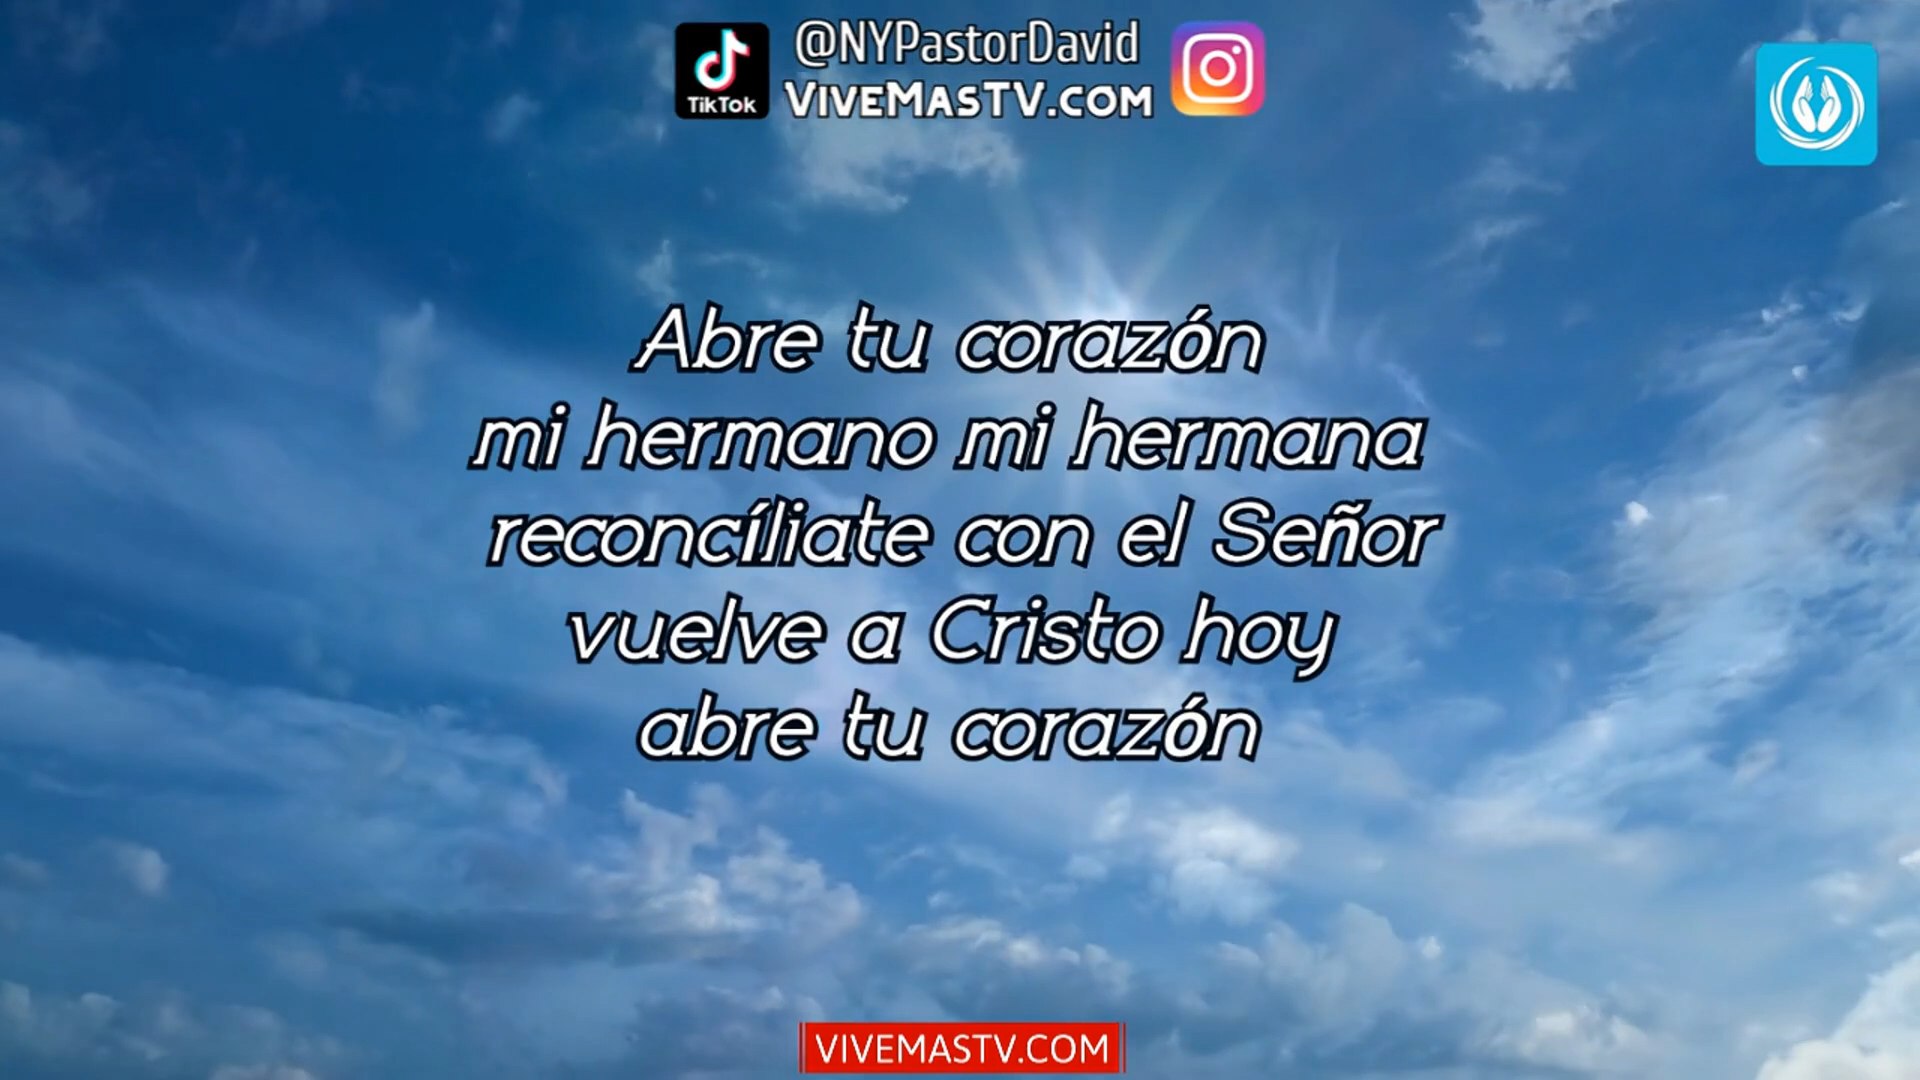 @NYPastorDavid
TikTok
VIVEMASTV.COM
Abre tu corazón
mi hermano mi hermana
reconcíliate con el Señor
vuelve a Cristo hoy
abre tu corazón
VIVEMASTV.COM